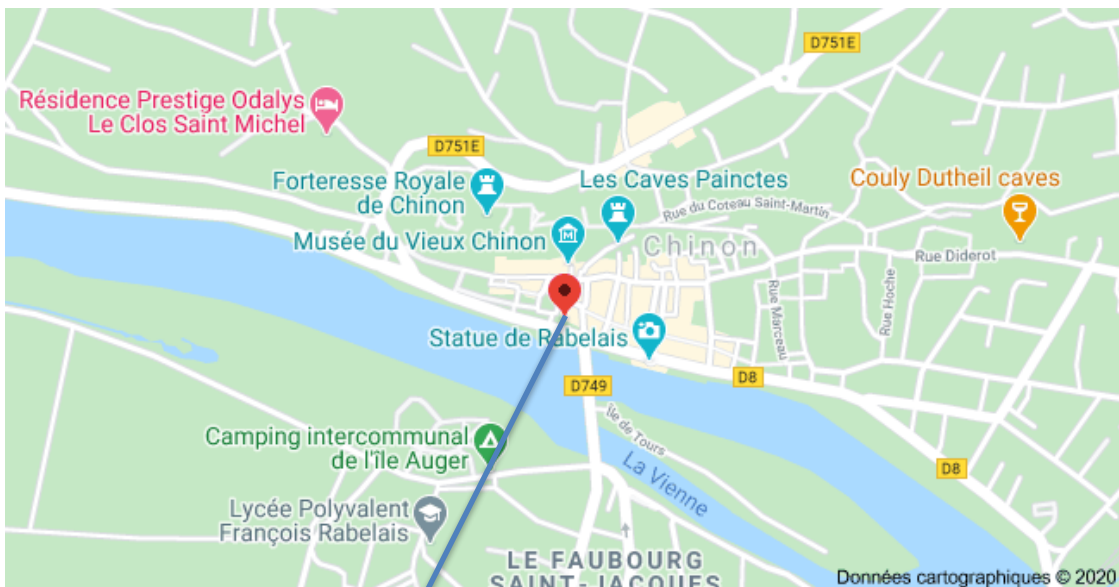 D751E
Résidence Prestige Odalys
Le Clos Saint Michel
D751E
Forteresse Royale
de Chinon
Les Caves Painctes
Couly Dutheil caves
Rue du Coteau Saint-Martin
Musée du Vieux Chinon
Chinon
Rue Diderot
Rue Marceau
Rue Hoche
Statue de Rabelais
D749
D8
Île de Tours
Camping intercommunal
de l'île Auger
La Vienne
D8
Lycée Polyvalent
François Rabelais
LE FAUBOURG
SAINT-JACQUES
Données cartographiques © 2020